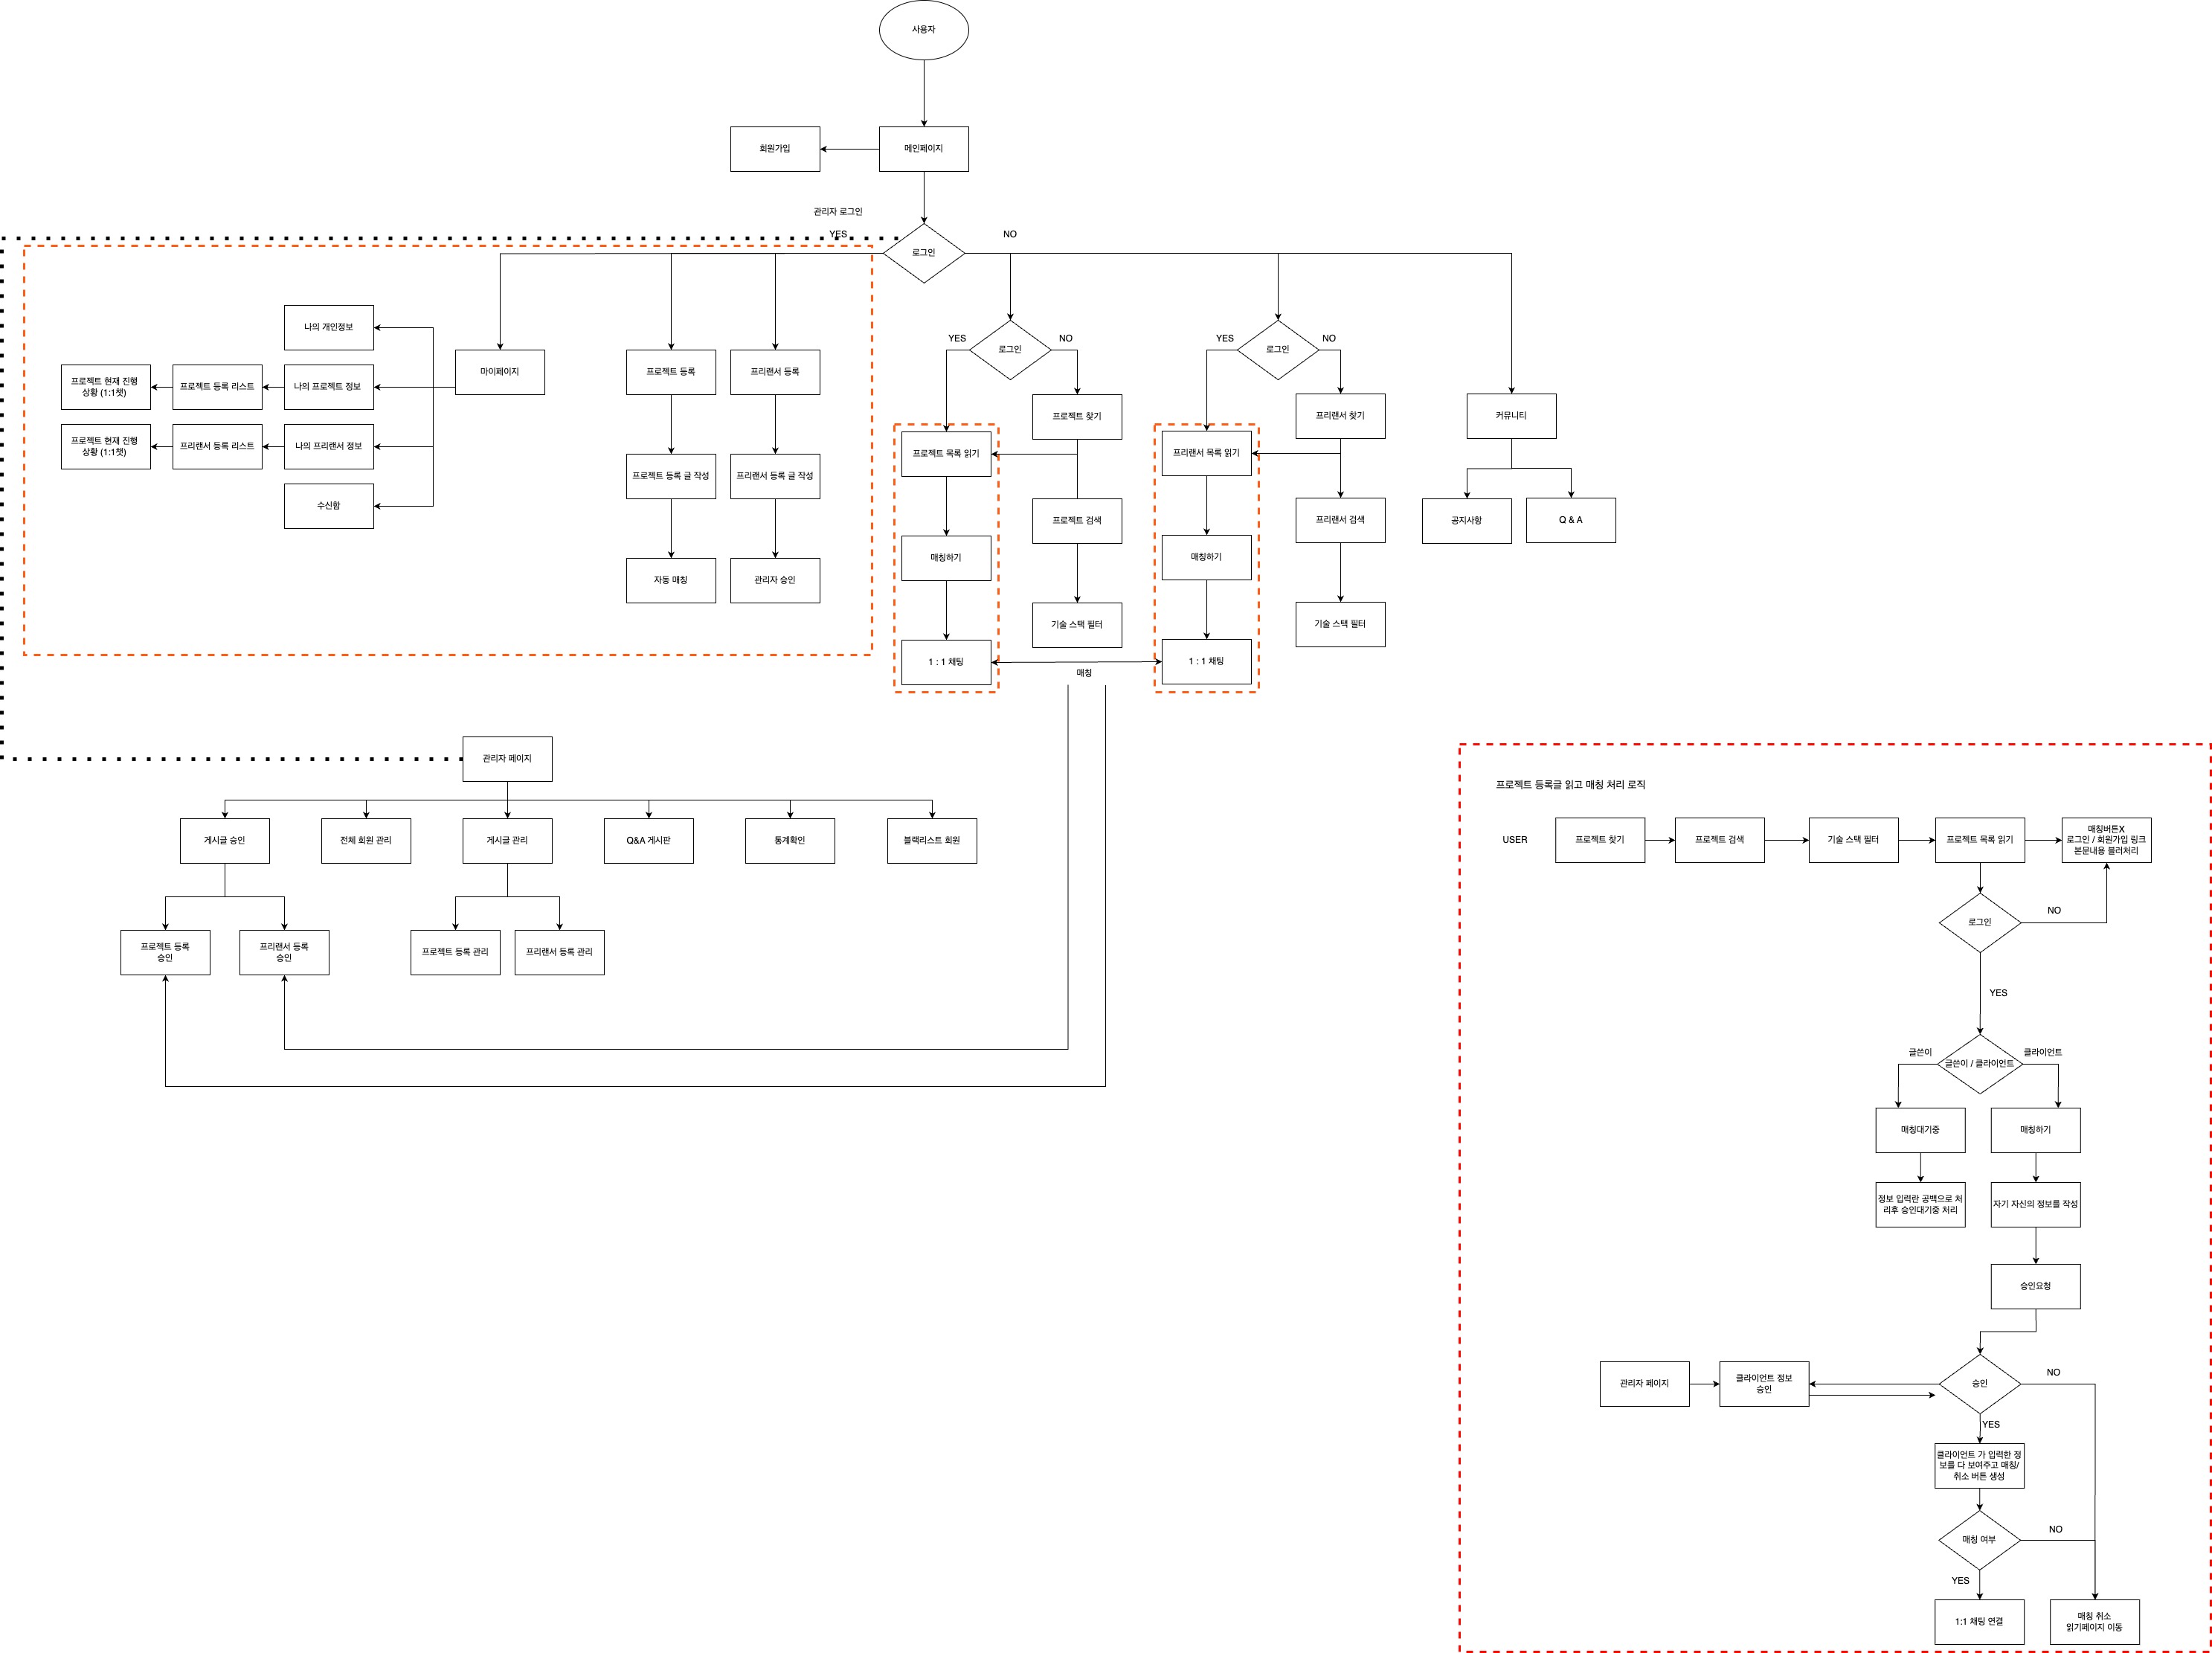 사용자
회원가입
메인페이지
관리자 로그인
YES
NO
로그인
나의 개인정보
마이페이지
프로젝트 등록
프리랜서 등록
YES
로그인
NO
YES
로그인
NO
프로젝트 현재 진행
상황 (1:1챗)
프로젝트 등록 리스트
나의 프로젝트 정보
프로젝트 찾기
프리랜서 찾기
커뮤니티
프로젝트 현재 진행
상황 (1:1챗)
프리랜서 등록 리스트
나의 프리랜서 정보
프로젝트 목록 읽기
프리랜서 목록 읽기
수신함
프로젝트 등록 글 작성
프리랜서 등록 글 작성
프로젝트 검색
프리랜서 검색
공지사항
Q & A
자동 매칭
관리자 승인
매칭하기
매칭하기
기술 스택 필터
기술 스택 필터
1 : 1 채팅
매칭
1 : 1 채팅
관리자 페이지
게시글 승인
전체 회원 관리
게시글 관리
Q&A 게시판
통계확인
블랙리스트 회원
프로젝트 등록
승인
프리랜서 등록
승인
프로젝트 등록 관리
프리랜서 등록 관리
프로젝트 등록글 읽고 매칭 처리 로직
USER
프로젝트 찾기
프로젝트 검색
기술 스택 필터
프로젝트 목록 읽기
매칭버튼X
로그인 / 회원가입 링크
본문내용 블러처리
로그인
NO
YES
글쓴이
글쓴이 / 클라이언트
클라이언트
매칭대기중
매칭하기
정보 입력란 공백으로 처
리후 승인대기중 처리
자기 자신의 정보를 작성
승인요청
관리자 페이지
클라이언트 정보
승인
승인
NO
YES
클라이언트 가 입력한 정
보를 다 보여주고 매칭/
취소 버튼 생성
매칭 여부
NO
YES
1:1 채팅 연결
매칭 취소
읽기페이지 이동